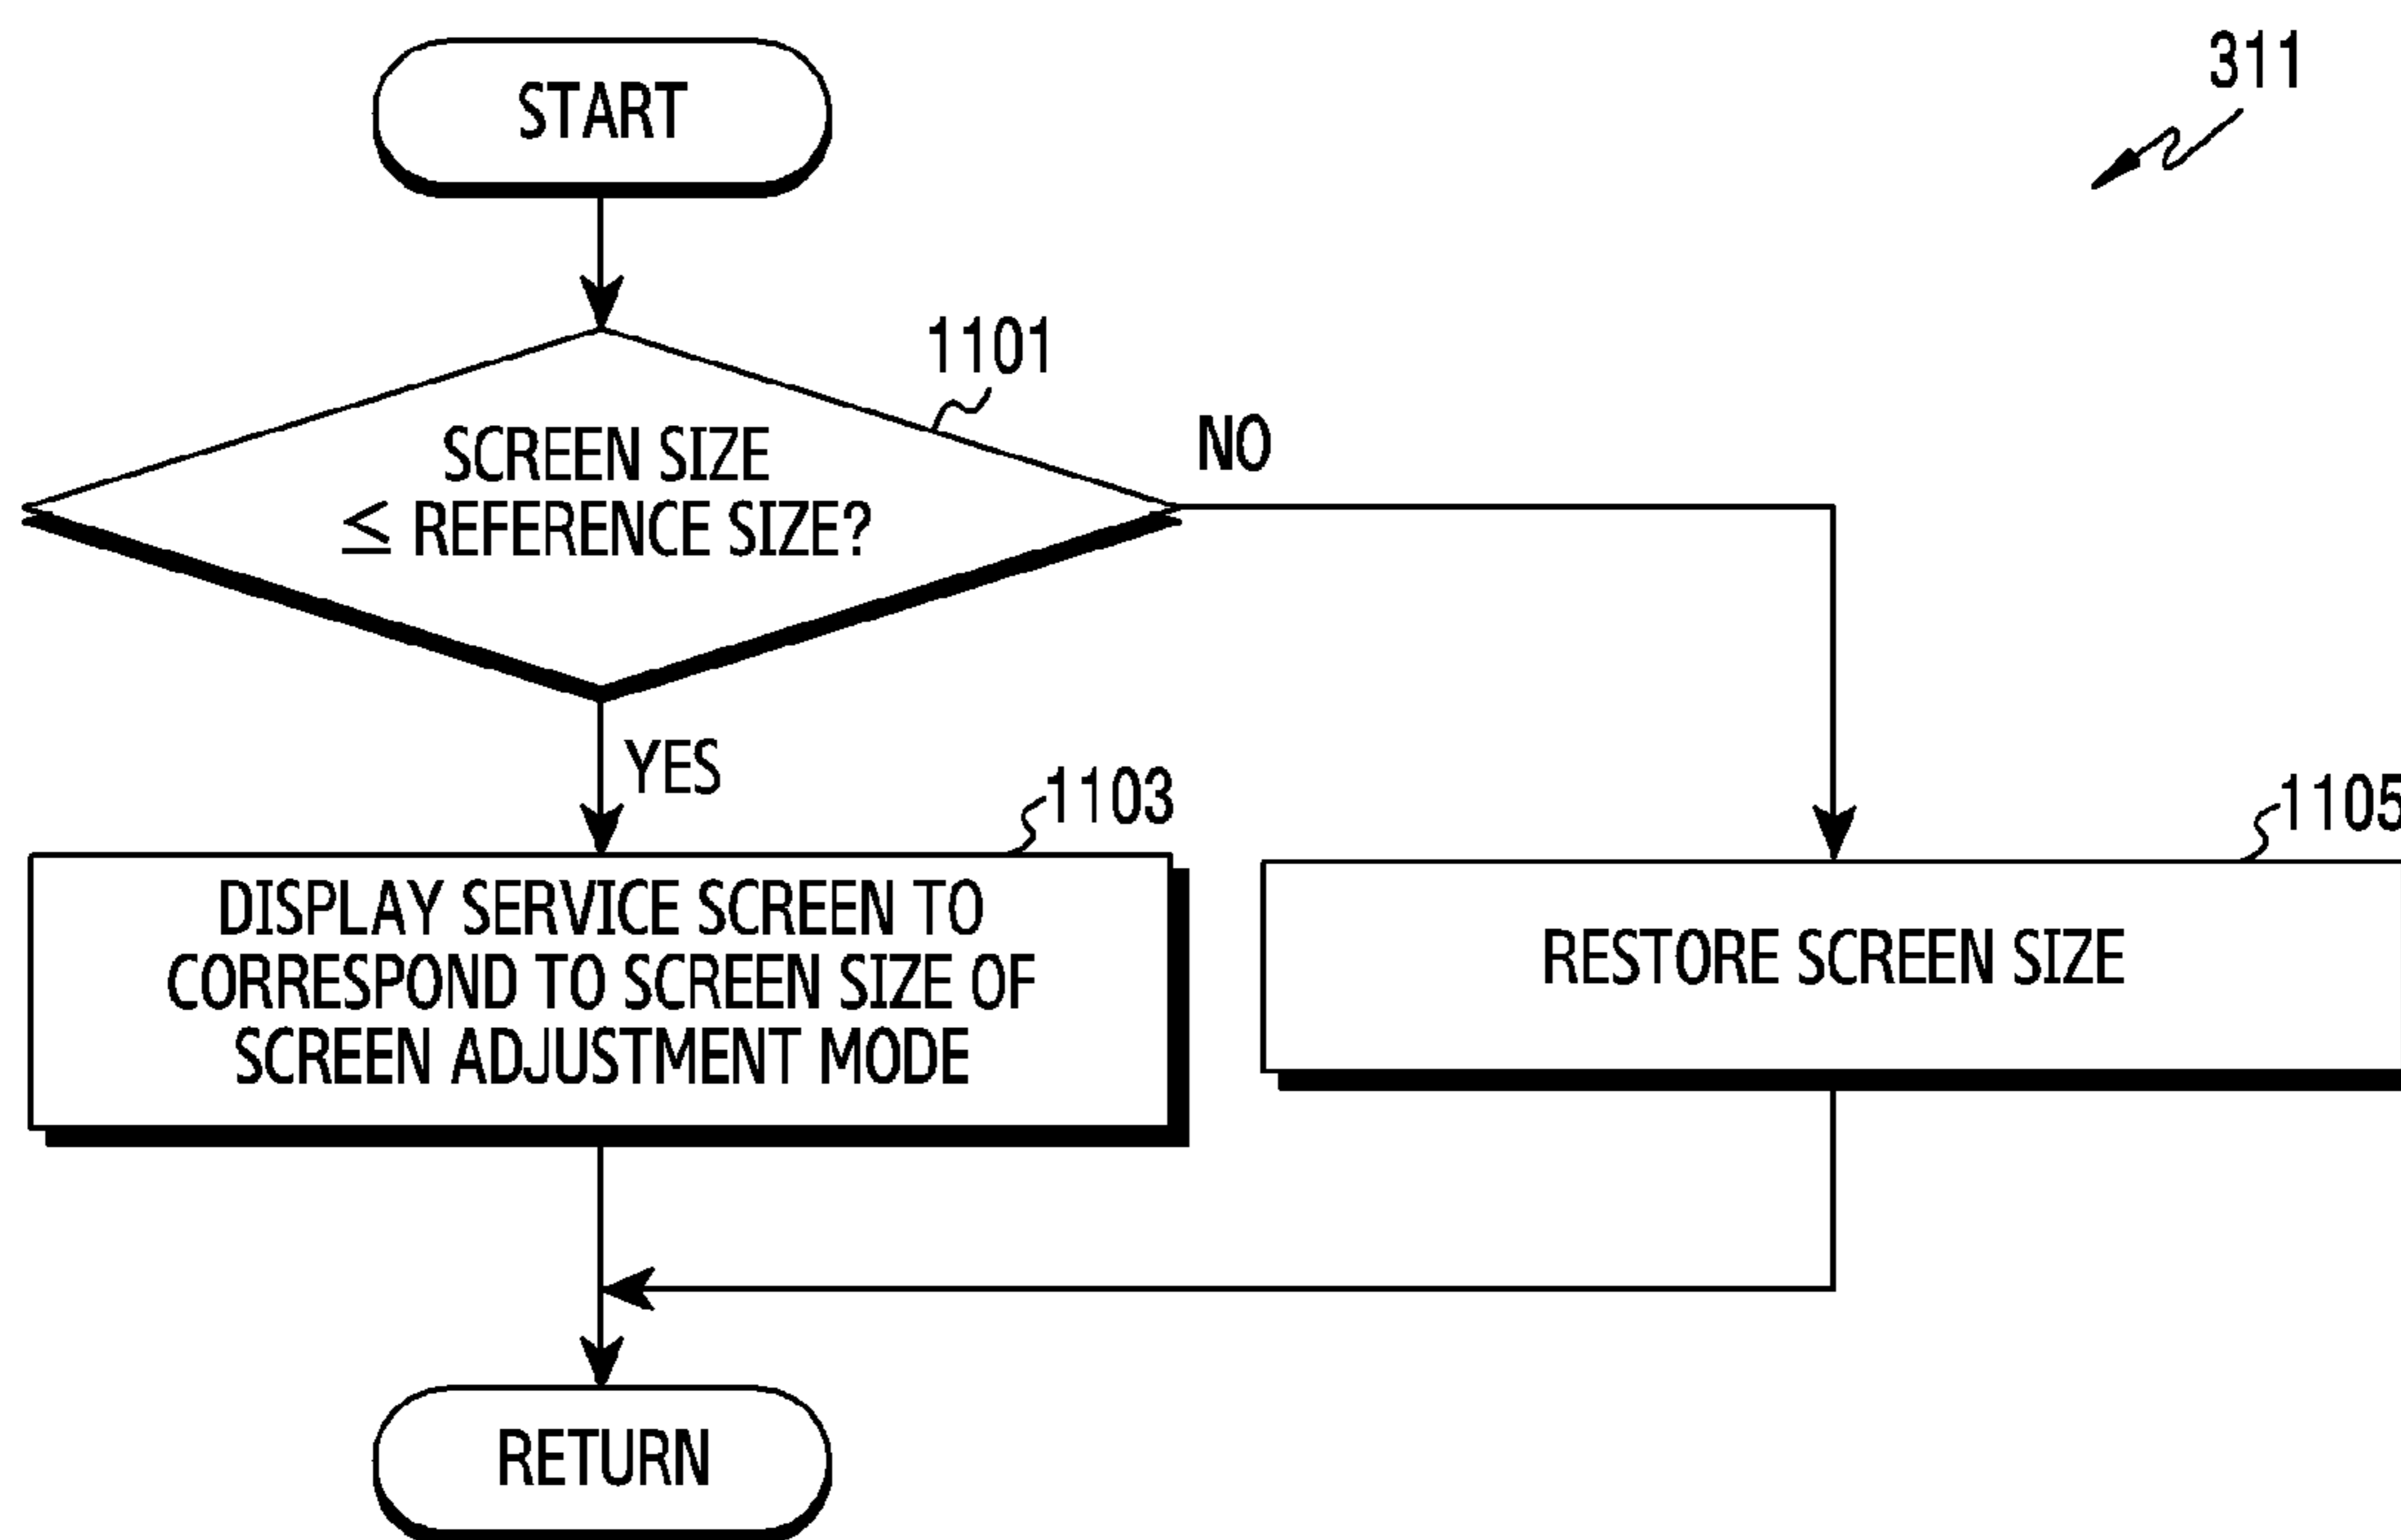 START
311
1101
SCREEN SIZE
≤ REFERENCE SIZE?
NO
YES
1103
DISPLAY SERVICE SCREEN TO
CORRESPOND TO SCREEN SIZE OF
SCREEN ADJUSTMENT MODE
1105
RESTORE SCREEN SIZE
RETURN